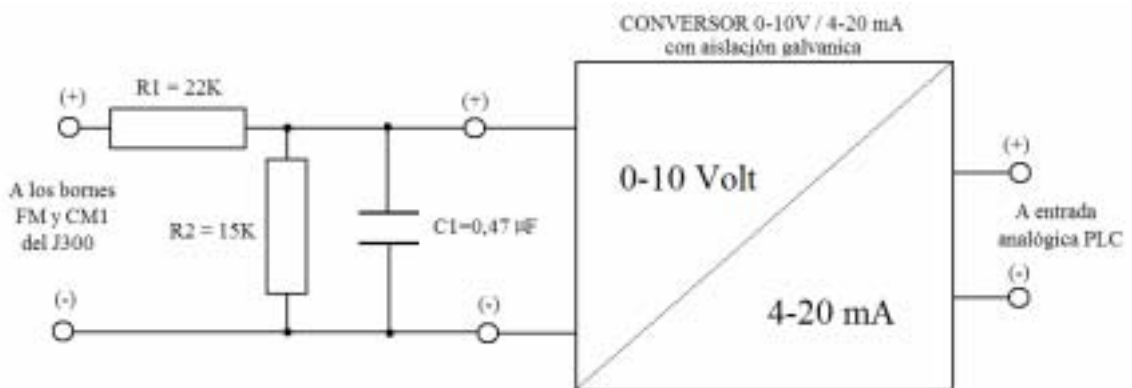 CONVERSOR 0-10V / 4-20 mA
con aislación galvanica
R1 = 22K
(+)
(+)
(+)
A los bornes
FM y CM1
del J300
R2 = 15K
C1=0,47 µF
0-10 Volt
A entrada
analógica PLC
(-)
(-)
(-)
4-20 mA